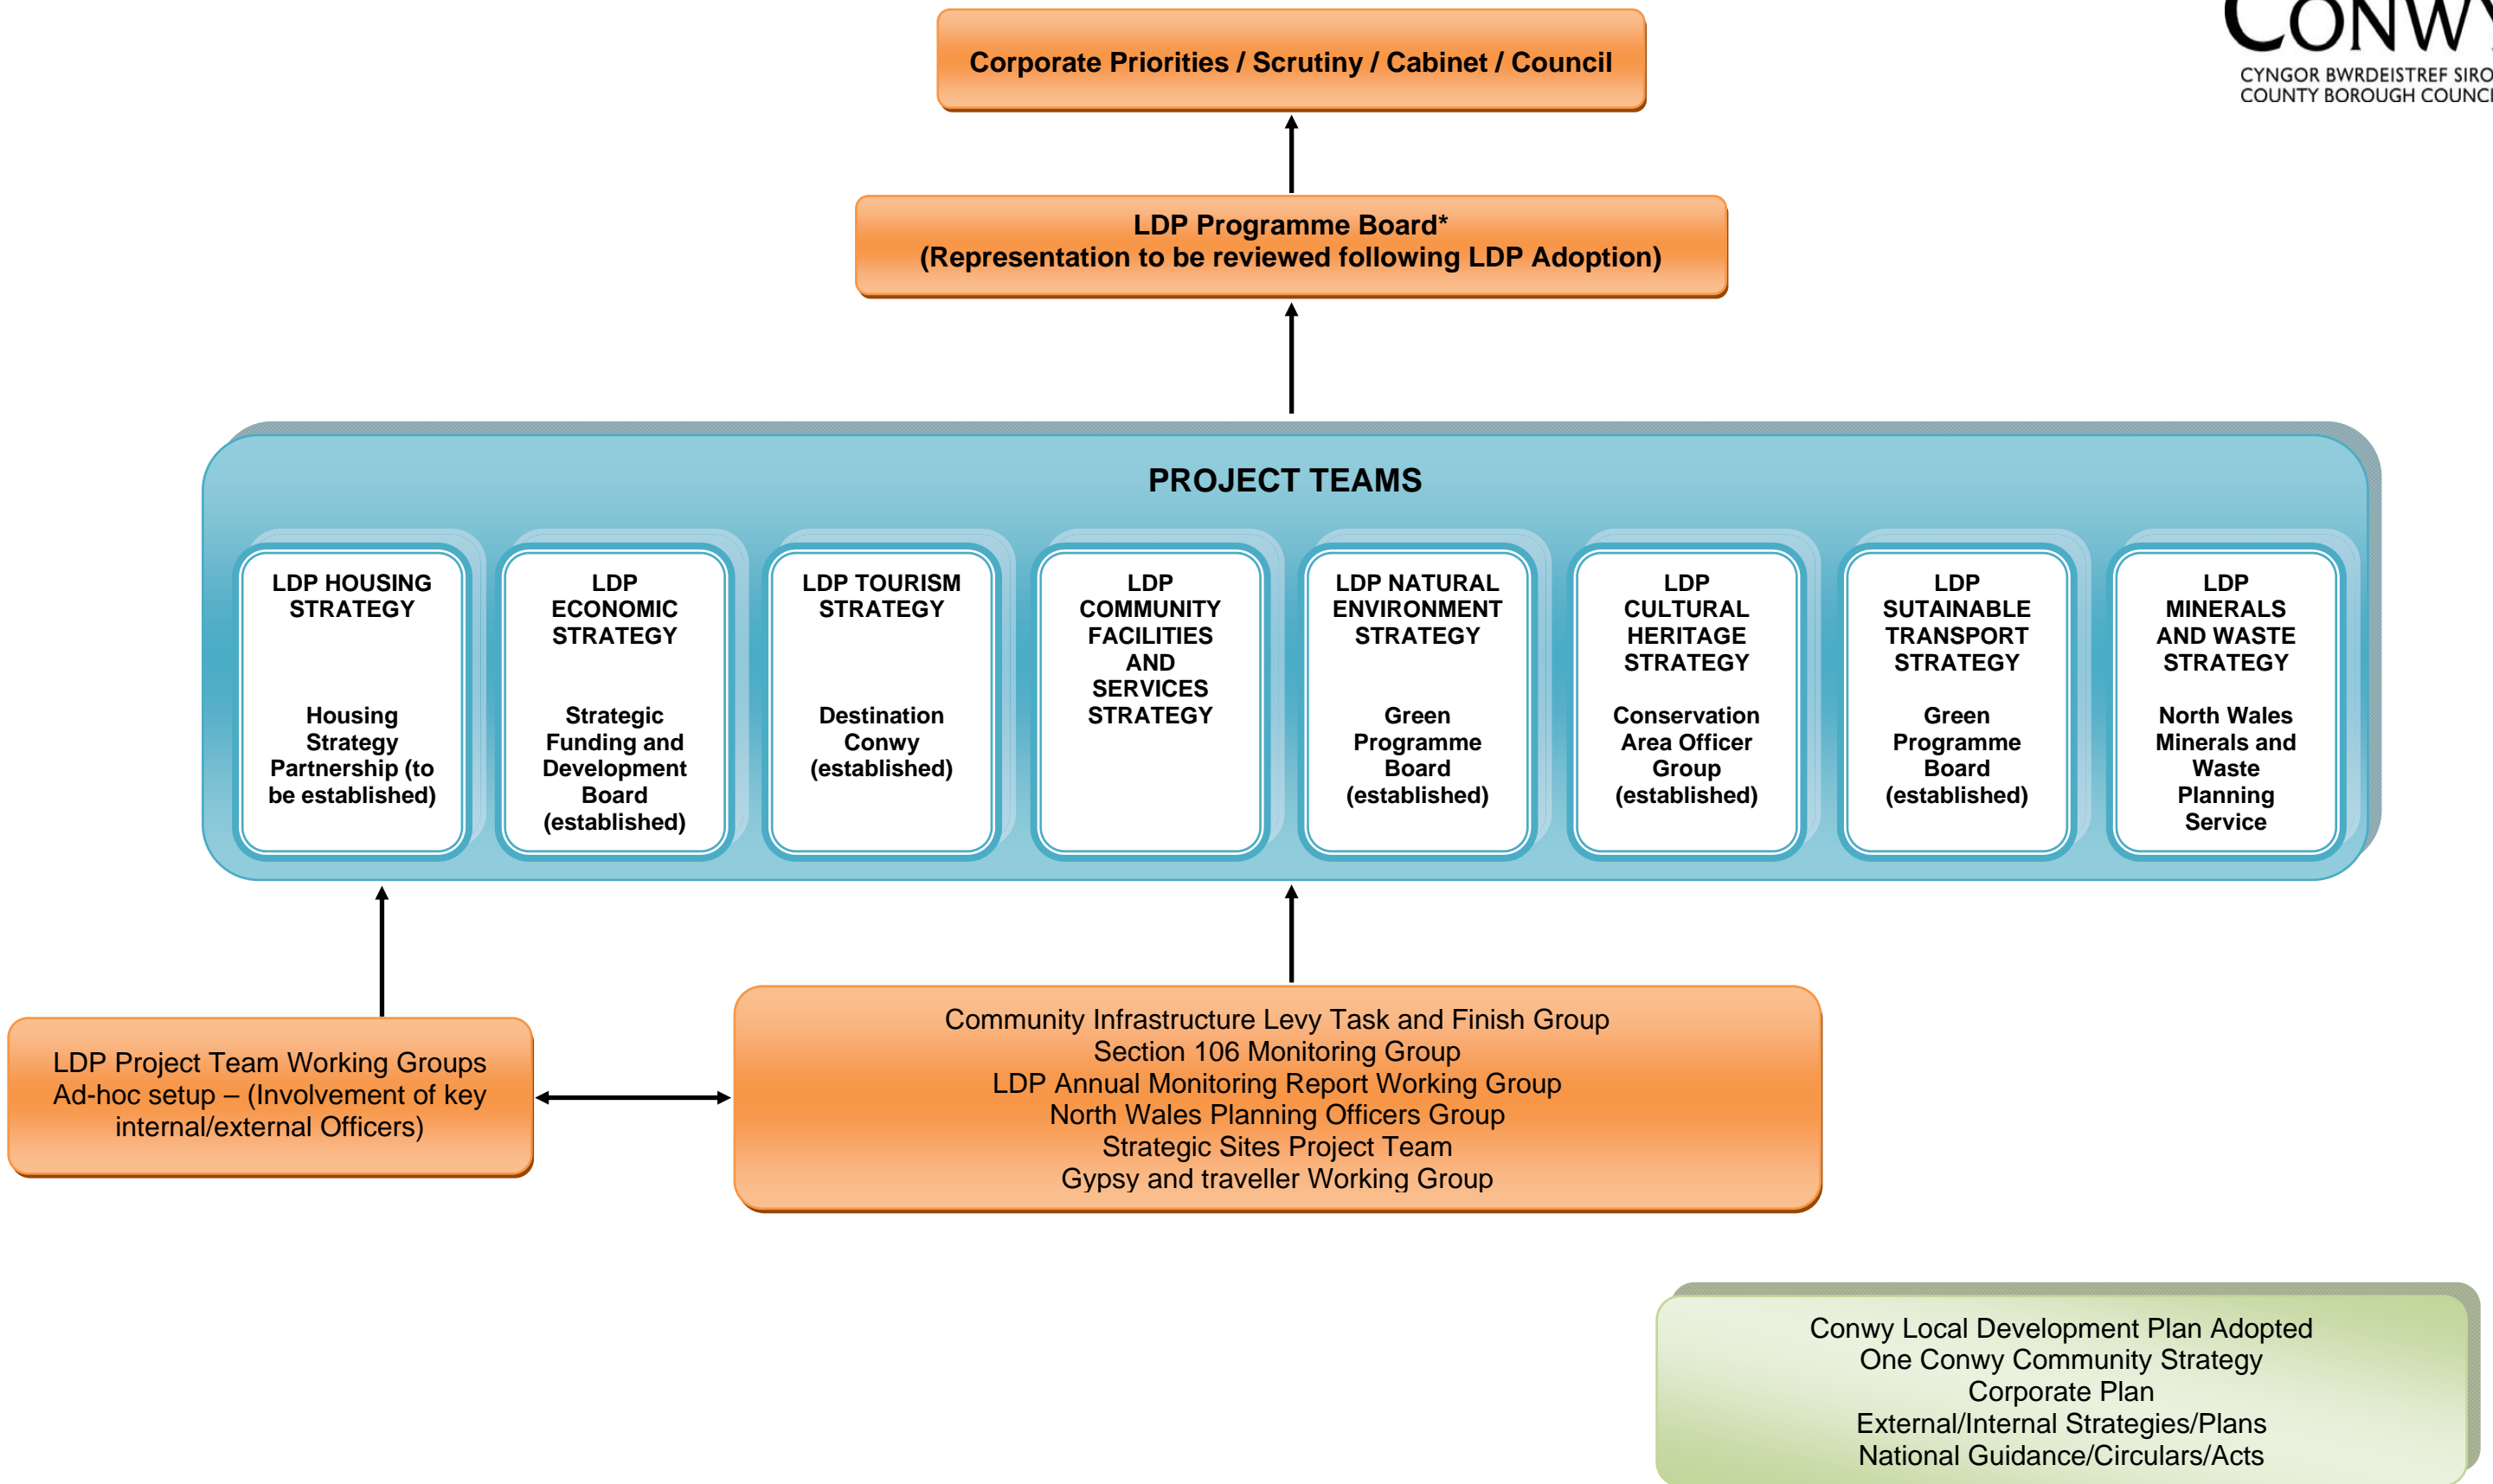 CONWY
CYNGOR BWRDEISTREF SIRO
COUNTY BOROUGH COUNCI
Corporate Priorities / Scrutiny / Cabinet / Council
LDP Programme Board*
(Representation to be reviewed following LDP Adoption)
PROJECT TEAMS
LDP HOUSING
STRATEGY
Housing
Strategy
Partnership (to
be established)
LDP
ECONOMIC
STRATEGY
Strategic
Funding and
Development
Board
(established)
LDP TOURISM
STRATEGY
Destination
Conwy
(established)
LDP
COMMUNITY
FACILITIES
AND
SERVICES
STRATEGY
LDP NATURAL
ENVIRONMENT
STRATEGY
Green
Programme
Board
(established)
LDP
CULTURAL
HERITAGE
STRATEGY
Conservation
Area Officer
Group
(established)
LDP
SUTAINABLE
TRANSPORT
STRATEGY
Green
Programme
Board
(established)
LDP
MINERALS
AND WASTE
STRATEGY
North Wales
Minerals and
Waste
Planning
Service
LDP Project Team Working Groups
Ad-hoc setup – (Involvement of key
internal/external Officers)
Community Infrastructure Levy Task and Finish Group
Section 106 Monitoring Group
LDP Annual Monitoring Report Working Group
North Wales Planning Officers Group
Strategic Sites Project Team
Gypsy and traveller Working Group
Conwy Local Development Plan Adopted
One Conwy Community Strategy
Corporate Plan
External/Internal Strategies/Plans
National Guidance/Circulars/Acts